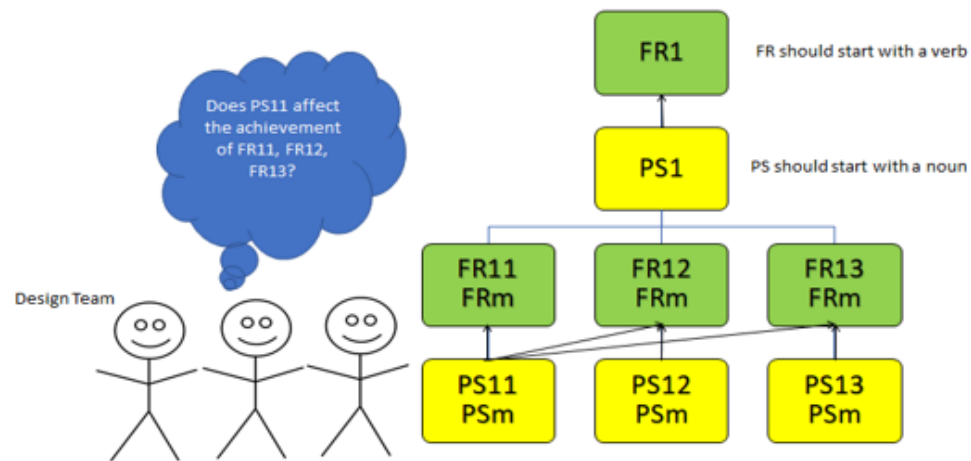 FR1
FR should start with a verb
Does PS11 affect
the achievement
of FR11, FR12,
FR13?
PS1
PS should start with a noun
FR11
FRm
FR12
FRm
FR13
FRm
Design Team
PS11
PSm
PS12
PSm
PS13
PSm